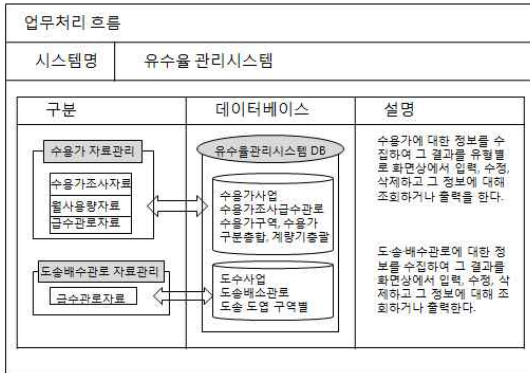 업무처리 흐름
시스템명
유수율 관리시스템
구분
데이터베이스
설명
수용가 자료관리
수용가조사자료
월사용량자료
급수관로자료
유수율관리시스템 DB
수용가사업
수용가조사급수관로
수용가구역, 수용가
구분총합, 계량기총괄
수용가에 대한 정보를 수
집하여 그 결과를 유형별
로 화면상에서 입력, 수정,
삭제하고 그 정보에 대해
조회하거나 출력을 한다.
도송배수관로 자료관리
급수관로자료
도수사업
도송배소관로
도송 도엽 구역별
도·송·배수관로에 대한 정
보를 수집하여 그 결과를
화면상에서 입력, 수정, 삭
제하고 그 정보에 대해 조
회하거나 출력한다.